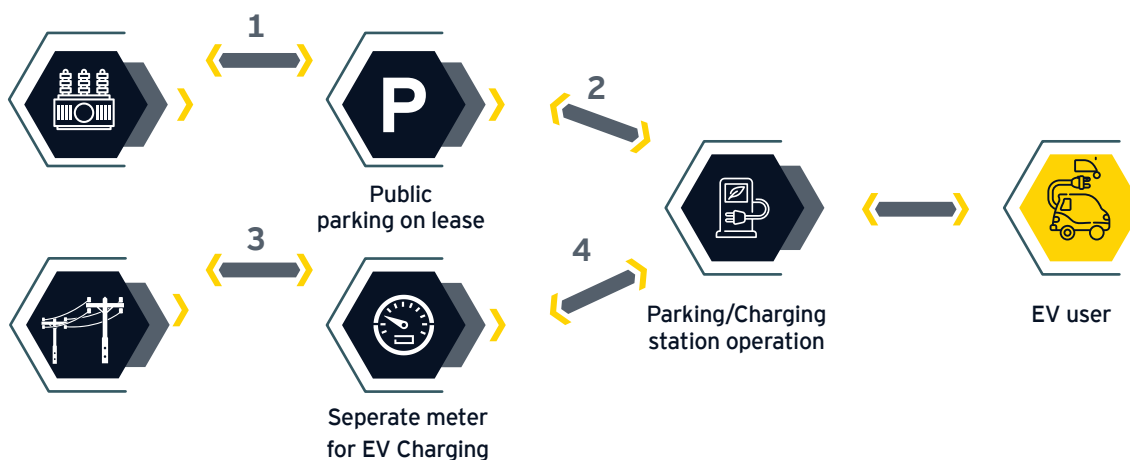 1
P
2
Public
parking on lease
3
4
Parking/Charging
station operation
EV user
Seperate meter
for EV Charging